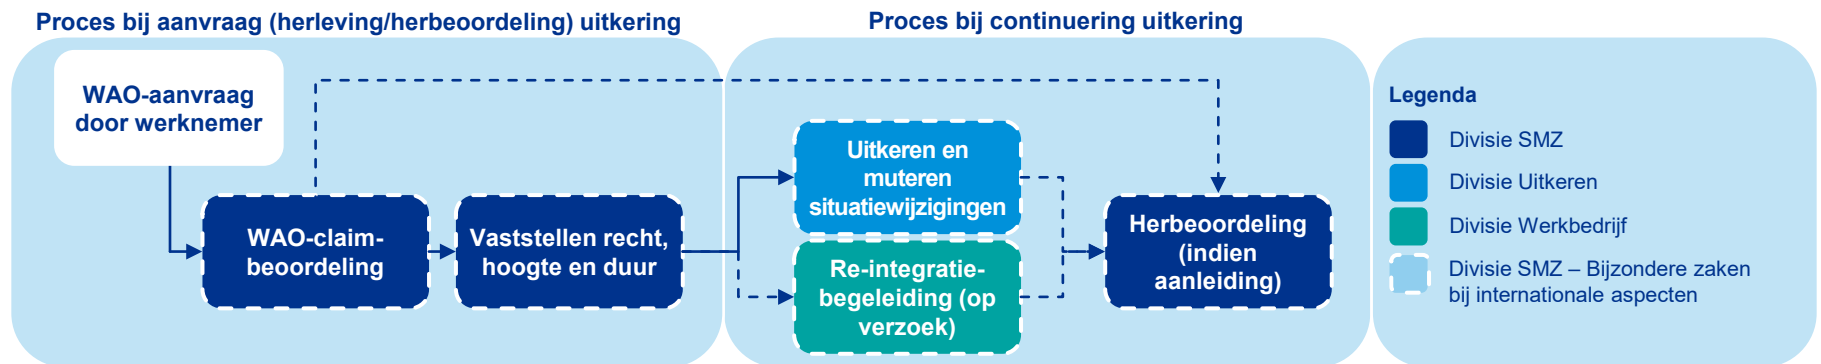 Proces bij aanvraag (herleving/herbeoordeling) uitkering
Proces bij continuering uitkering
WAO-aanvraag
door werknemer
WAO-claim-
beoordeling
Vaststellen recht,
hoogte en duur
Uitkeren en
muteren
situatiewijzigingen
Re-integratie-
begeleiding (op
verzoek)
Herbeoordeling
(indien
aanleiding)
Legenda
Divisie SMZ
Divisie Uitkeren
Divisie Werkbedrijf
Divisie SMZ – Bijzondere zaken
bij internationale aspecten